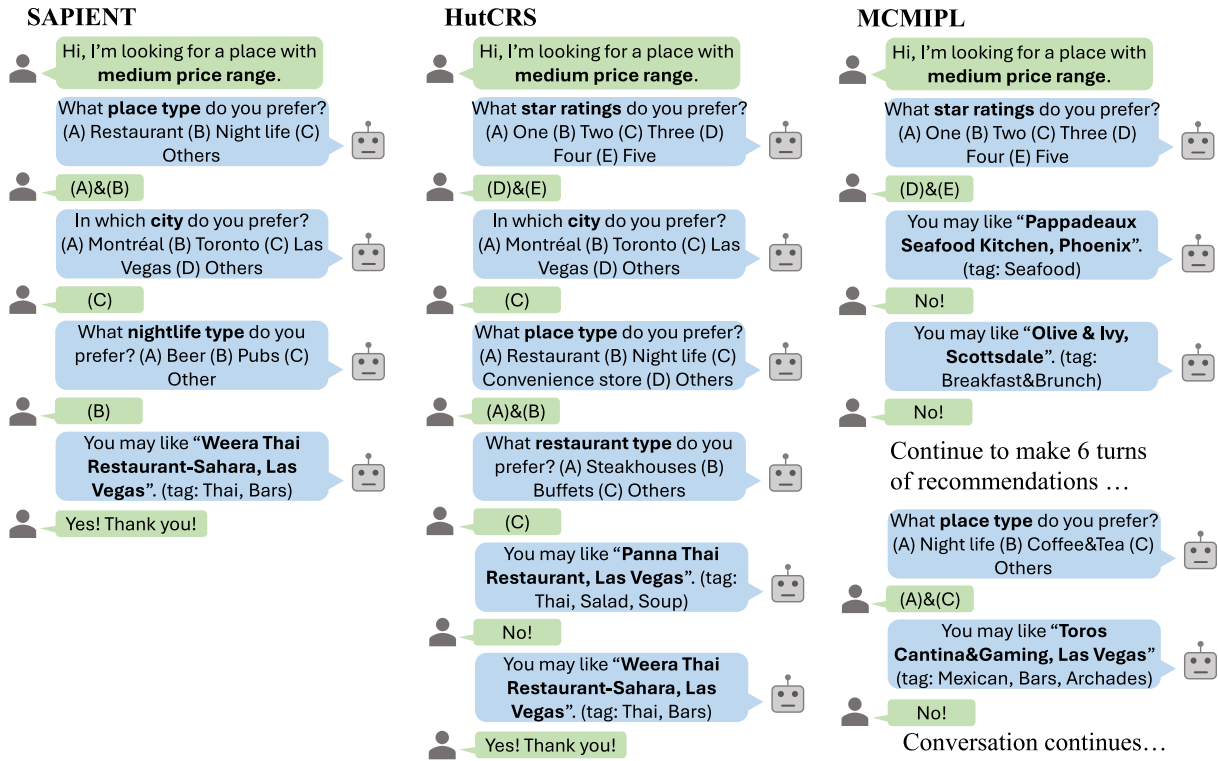 SAPIENT
Hi, I'm looking for a place with
medium price range.
What place type do you prefer?
(A) Restaurant (B) Night life (C)
Others
(A)&(B)
In which city do you prefer?
(A) Montréal (B) Toronto (C) Las
Vegas (D) Others
(C)
What nightlife type do you
prefer? (A) Beer (B) Pubs (C)
Other
(B)
You may like “Weera Thai
Restaurant-Sahara, Las
Vegas”. (tag: Thai, Bars)
Yes! Thank you!
HutCRS
Hi, I'm looking for a place with
medium price range.
What star ratings do you prefer?
(A) One (B) Two (C) Three (D)
Four (E) Five
(D)&(E)
In which city do you prefer?
(A) Montréal (B) Toronto (C) Las
Vegas (D) Others
(C)
What place type do you prefer?
(A) Restaurant (B) Night life (C)
Convenience store (D) Others
(A)&(B)
What restaurant type do you
prefer? (A) Steakhouses (B)
Buffets (C) Others
(C)
You may like “Panna Thai
Restaurant, Las Vegas”. (tag:
Thai, Salad, Soup)
No!
You may like “Weera Thai
Restaurant-Sahara, Las
Vegas”. (tag: Thai, Bars)
Yes! Thank you!
MCMIPL
Hi, I'm looking for a place with
medium price range.
What star ratings do you prefer?
(A) One (B) Two (C) Three (D)
Four (E) Five
(D)&(E)
You may like “Pappadeaux
Seafood Kitchen, Phoenix”.
(tag: Seafood)
No!
You may like “Olive & Ivy,
Scottsdale”. (tag:
Breakfast&Brunch)
No!
Continue to make 6 turns
of recommendations …
What place type do you prefer?
(A) Night life (B) Coffee&Tea (C)
Others
(A)&(C)
You may like “Toros
Cantina&Gaming, Las Vegas”
(tag: Mexican, Bars, Archades)
No!
Conversation continues…